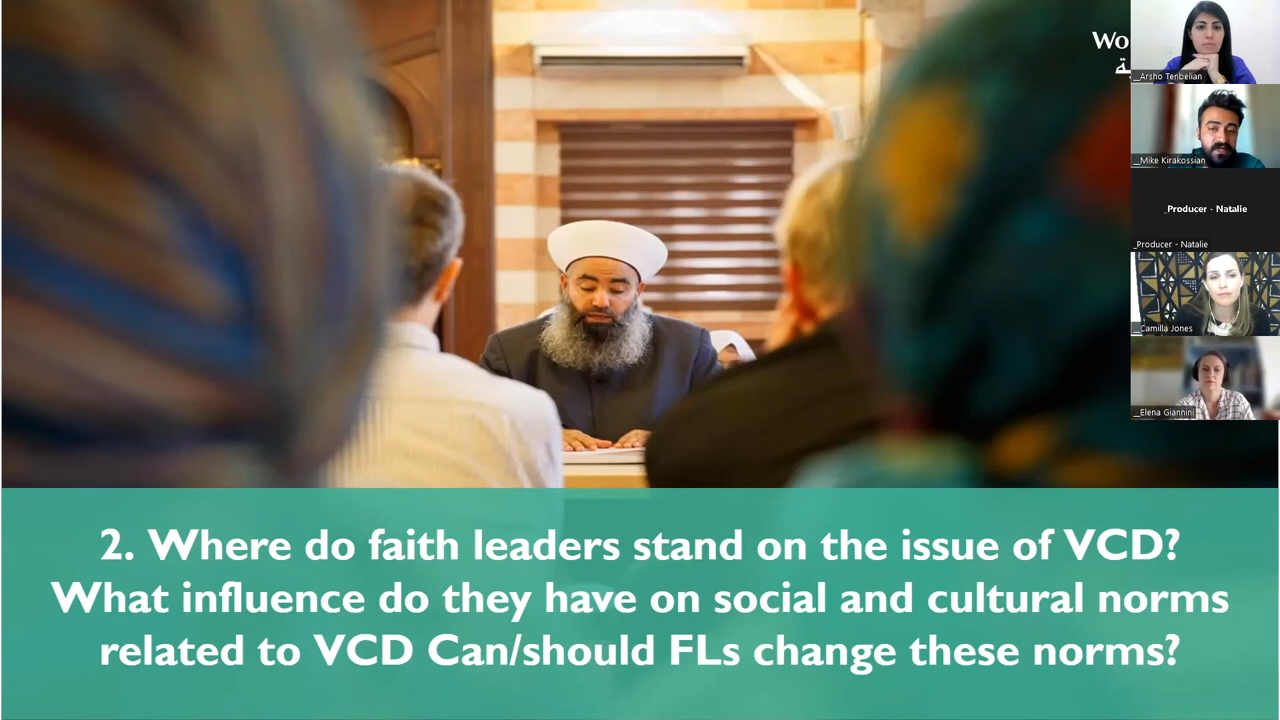 Wo
ية
_Arsho Tenbelian
_Mike Kirakossian
_Producer - Natalie
_Producer - Natalie
_Camilla Jones
_Elena Giannini
2. Where do faith leaders stand on the issue of VCD?
What influence do they have on social and cultural norms
related to VCD Can/should FLs change these norms?